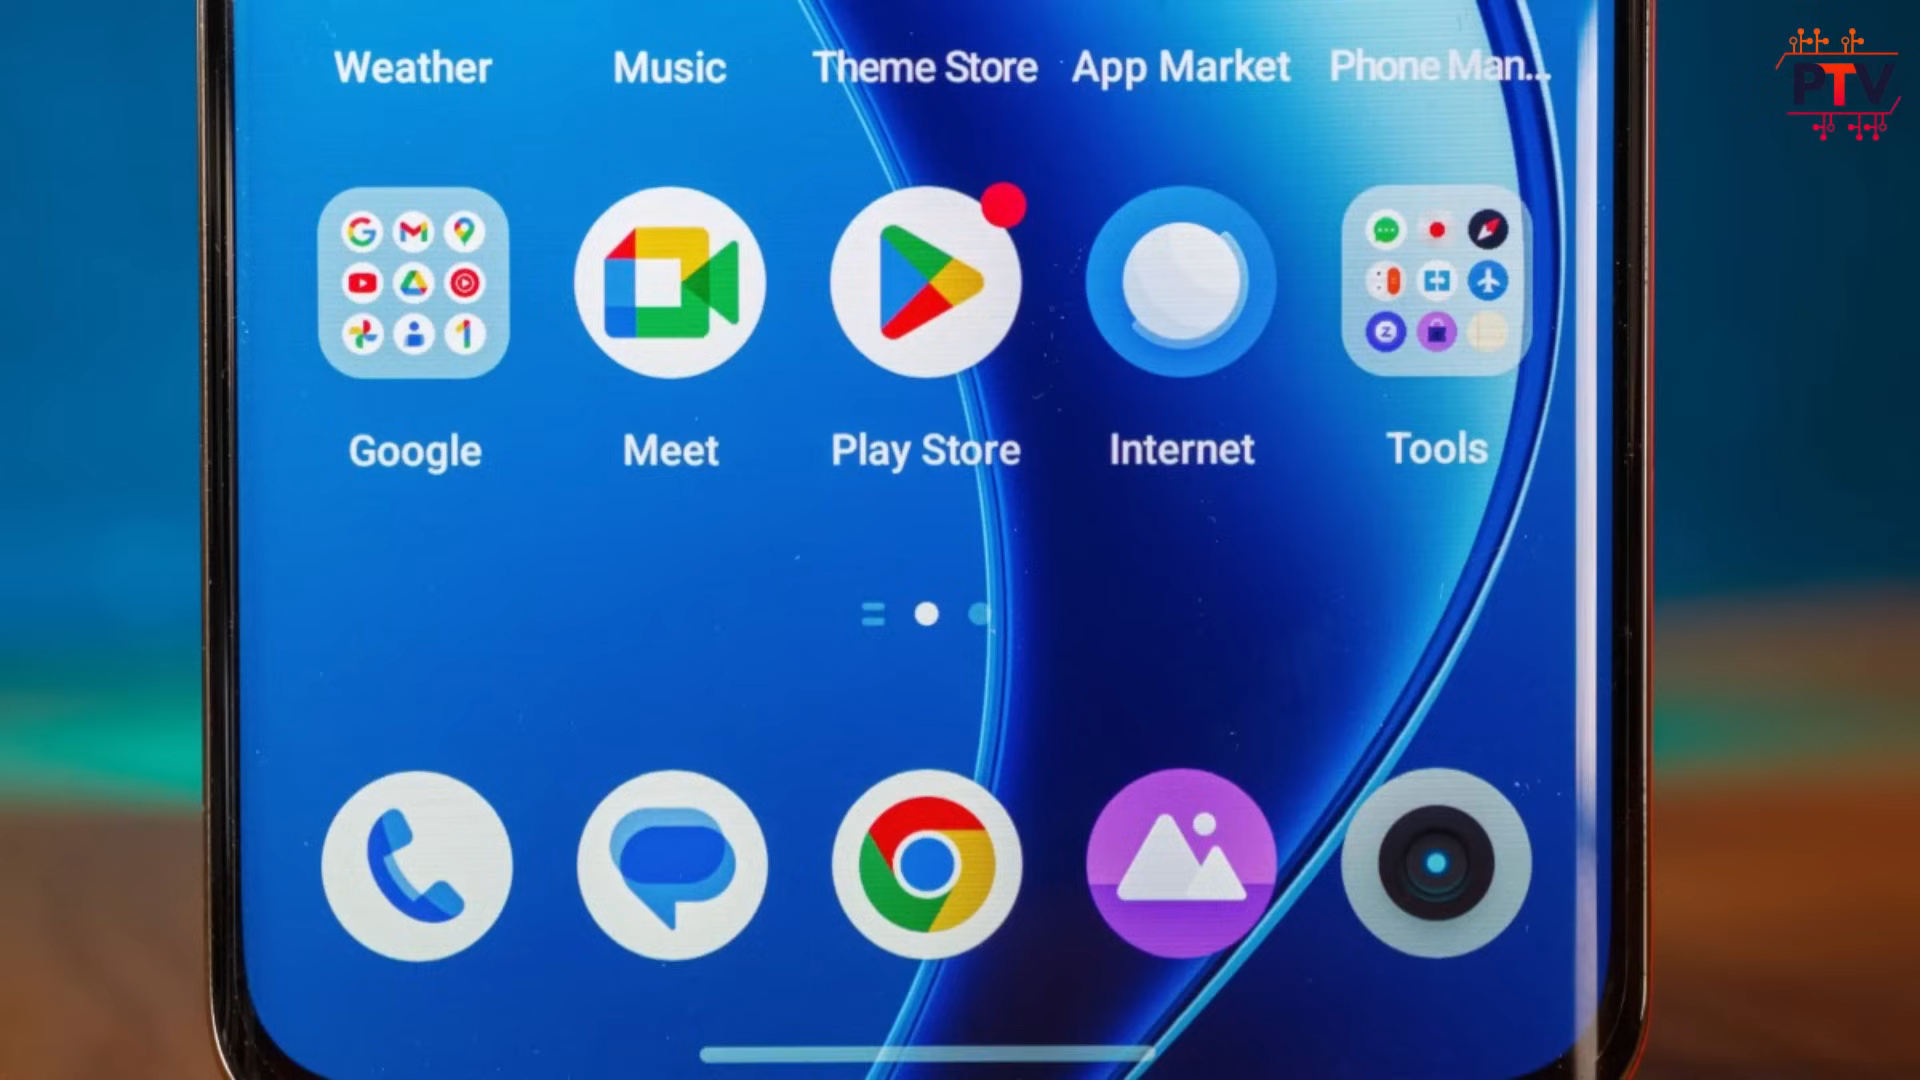 Weather Music Theme Store App Market Phone Man...
PTV
Google Meet Play Store Internet Tools